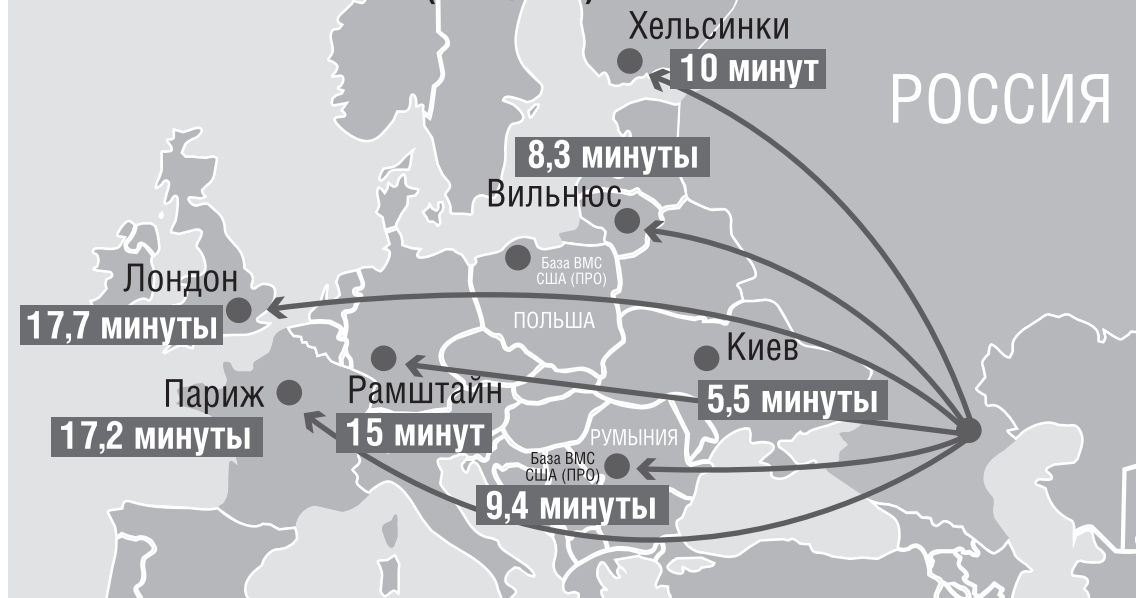 Хельсинки
10 минут
РОССИЯ
8,3 минуты
Вильнюс
База ВМС
США (ПРО)
Лондон
17,7 минуты
ПОЛЬША
Киев
5,5 минуты
Париж
17,2 минуты
Рамштайн
15 минут
РУМЫНИЯ
База ВМС
США (ПРО)
9,4 минуты